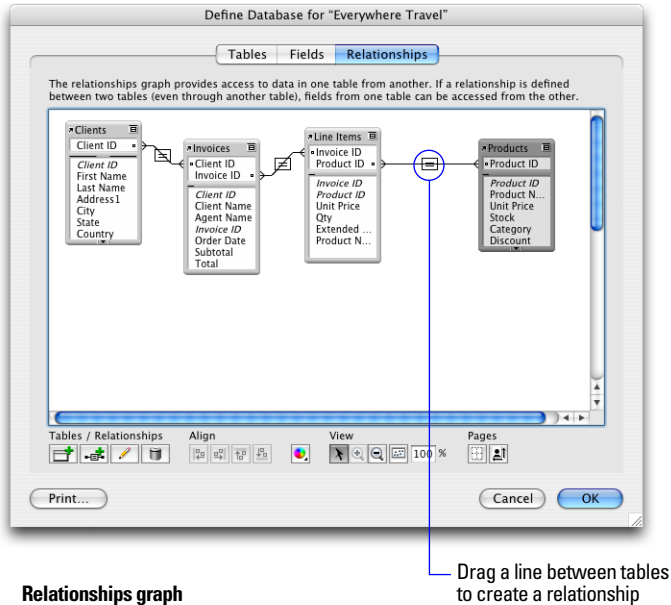 Define Database for “Everywhere Travel”
Tables Fields Relationships
The relationships graph provides access to data in one table from another. If a relationship is defined
between two tables (even through another table), fields from one table can be accessed from the other.
Clients
Client ID
Client ID
First Name
Last Name
Address1
City
State
Country
Invoices
Client ID
Invoice ID
Client ID
Client Name
Agent Name
Invoice ID
Order Date
Subtotal
Total
Line Items
Invoice ID
Product ID
Invoice ID
Product ID
Unit Price
Qty
Extended ...
Product N...
Products
Product ID
Product ID
Product N...
Unit Price
Stock
Category
Discount
Tables / Relationships Align View Pages
100 %
Print... Cancel OK
Drag a line between tables
to create a relationship
Relationships graph